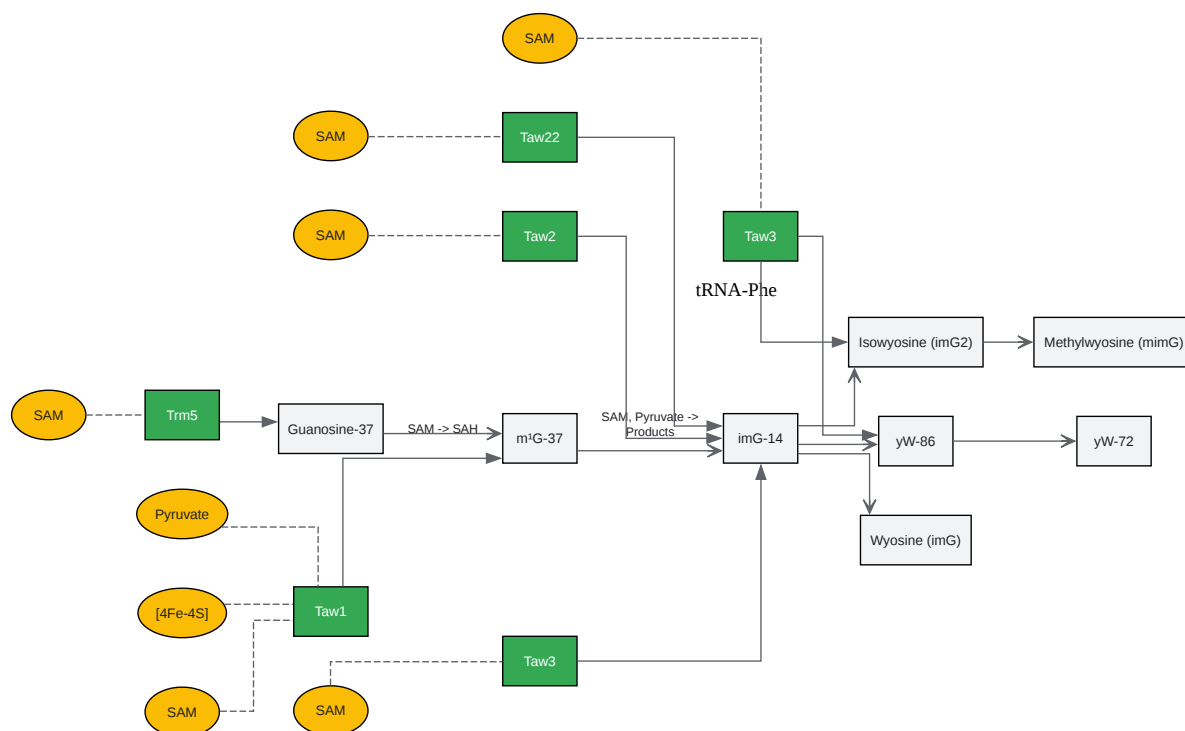 SAM
SAM
Taw22
SAM
Taw2
Taw3
tRNA-Phe
Isowyosine (imG2)
Methylwyosine (mimG)
SAM
Trm5
Guanosine-37
SAM -> SAH
m¹G-37
SAM, Pyruvate ->
Products
imG-14
yW-86
yW-72
Pyruvate
Wyosine (imG)
[4Fe-4S]
Taw1
Taw3
SAM
SAM